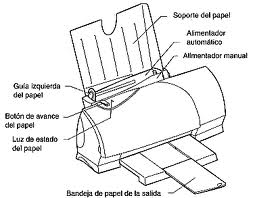 Soporte del papel
Alimentador
automático
Alimentador manual
Guía izquierda
del papel
Botón de avance
del papel
Luz de estado
del papel
Bandeja de papel de la salida